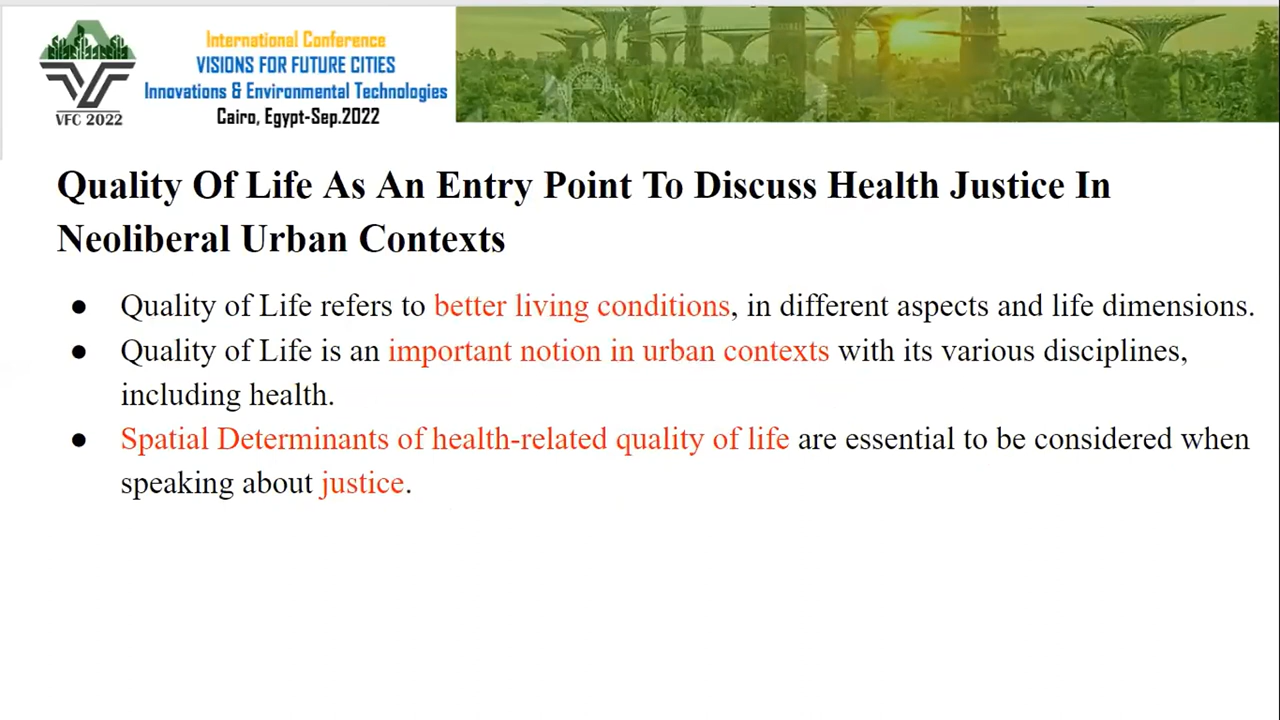 International Conference
VISIONS FOR FUTURE CITIES
Innovations & Environmental Technologies
Cairo, Egypt-Sep.2022
VFC 2022
Quality Of Life As An Entry Point To Discuss Health Justice In
Neoliberal Urban Contexts
● Quality of Life refers to better living conditions, in different aspects and life dimensions.
● Quality of Life is an important notion in urban contexts with its various disciplines,
including health.
● Spatial Determinants of health-related quality of life are essential to be considered when
speaking about justice.